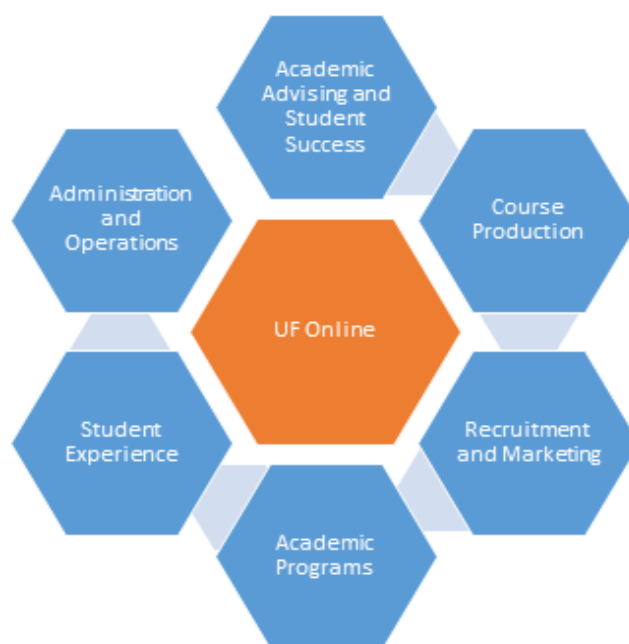 Academic
Advising and
Student
Success
Course
Production
Recruitment
and Marketing
Academic
Programs
Student
Experience
Administration
and
Operations
UF Online